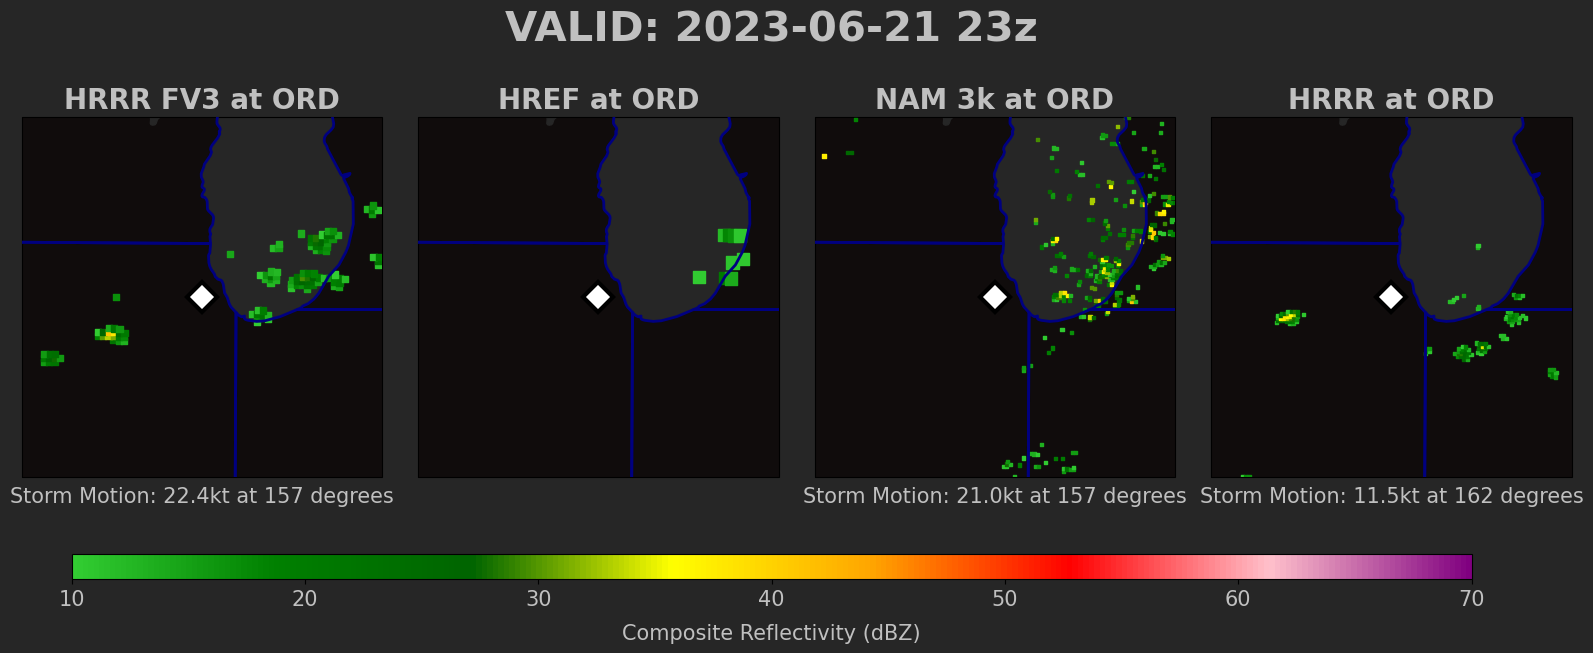 VALID: 2023-06-21 23z
HRRR FV3 at ORD
HREF at ORD
NAM 3k at ORD
HRRR at ORD
Storm Motion: 22.4kt at 157 degrees
Storm Motion: 21.0kt at 157 degrees
Storm Motion: 11.5kt at 162 degrees
10 20 30 40 50 60 70
Composite Reflectivity (dBZ)